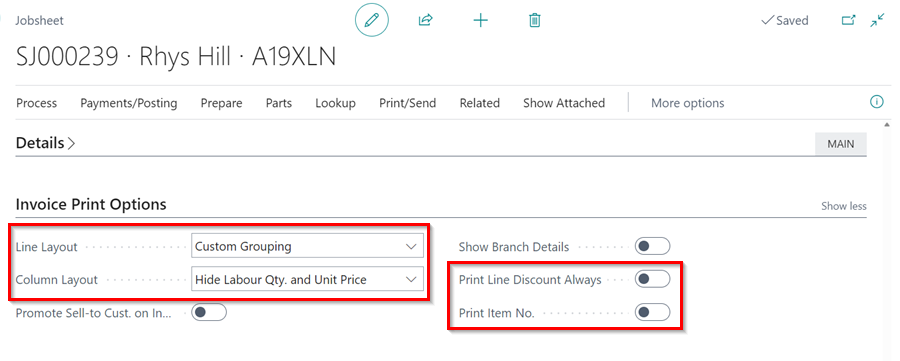 Jobsheet
Saved
SJ000239 · Rhys Hill · A19XLN
Process Payments/Posting Prepare Parts Lookup Print/Send Related Show Attached More options
Details
MAIN
Invoice Print Options
Show less
Line Layout Custom Grouping
Show Branch Details
Column Layout Hide Labour Qty. and Unit Price
Print Line Discount Always
Promote Sell-to Cust. on In...
Print Item No.